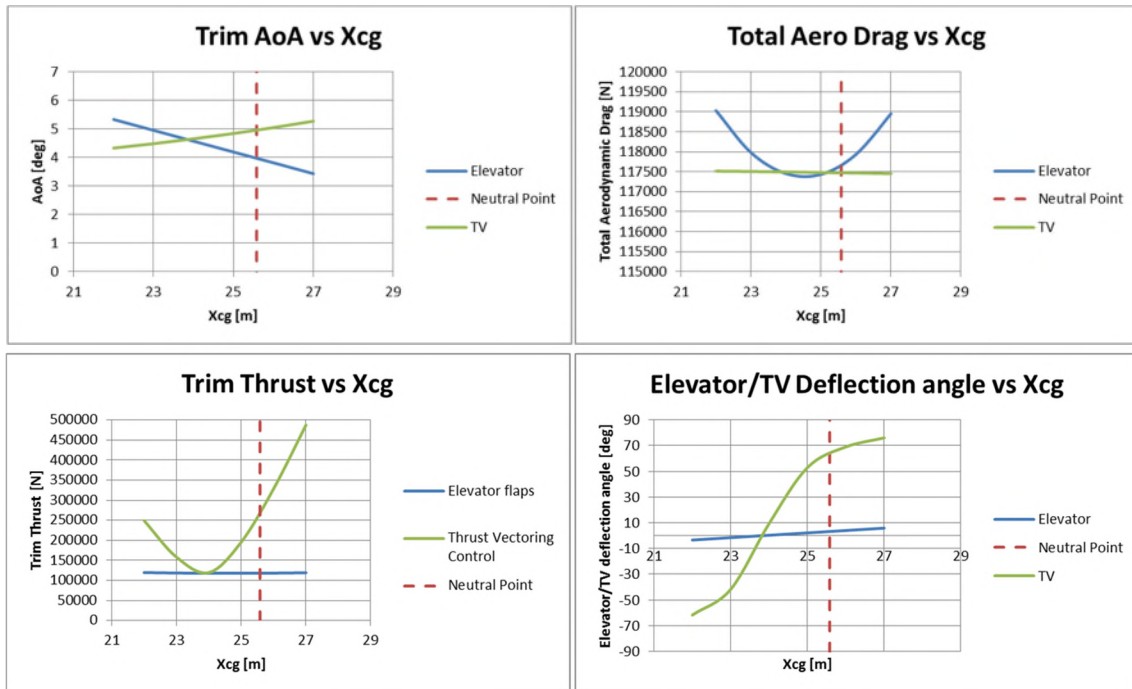 Trim AoA vs Xcg
7
6
5
4
3
2
1
0
AoA [deg]
21 23 25 27 29
Xcg [m]
Elevator
Neutral Point
TV
Total Aero Drag vs Xcg
120000
119500
119000
118500
118000
117500
117000
116500
116000
115500
115000
Total Aerodynamic Drag [N]
21 23 25 27 29
Xcg [m]
Elevator
Neutral Point
TV
Trim Thrust vs Xcg
500000
450000
400000
350000
300000
250000
200000
150000
100000
50000
0
Trim Thrust [N]
21 23 25 27 29
Xcg [m]
Elevator flaps
Thrust Vectoring
Control
Neutral Point
Elevator/TV Deflection angle vs Xcg
90
70
50
30
10
-10
-30
-50
-70
-90
Elevator/TV deflection angle [deg]
21 23 25 27 29
Xcg [m]
Elevator
Neutral Point
TV